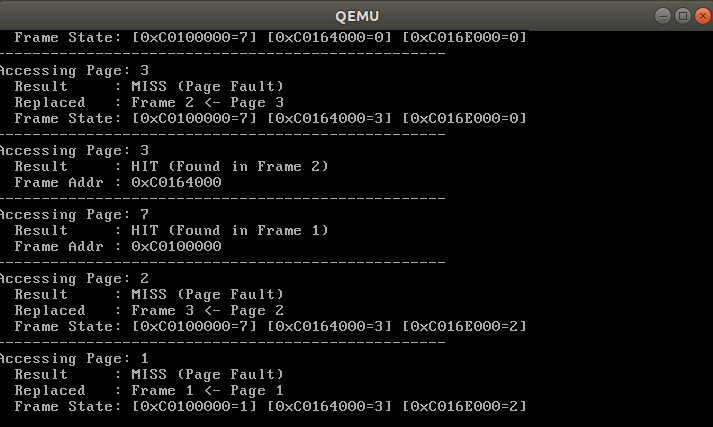 QEMU
Frame State: [0xC0100000=7] [0xC0164000=0] [0xC016E000=0]
--------------------------------------------------
Accessing Page: 3
Result     : MISS (Page Fault)
Replaced   : Frame 2 <- Page 3
Frame State: [0xC0100000=7] [0xC0164000=3] [0xC016E000=0]
--------------------------------------------------
Accessing Page: 3
Result     : HIT (Found in Frame 2)
Frame Addr : 0xC0164000
--------------------------------------------------
Accessing Page: 7
Result     : HIT (Found in Frame 1)
Frame Addr : 0xC0100000
--------------------------------------------------
Accessing Page: 2
Result     : MISS (Page Fault)
Replaced   : Frame 3 <- Page 2
Frame State: [0xC0100000=7] [0xC0164000=3] [0xC016E000=2]
--------------------------------------------------
Accessing Page: 1
Result     : MISS (Page Fault)
Replaced   : Frame 1 <- Page 1
Frame State: [0xC0100000=1] [0xC0164000=3] [0xC016E000=2]